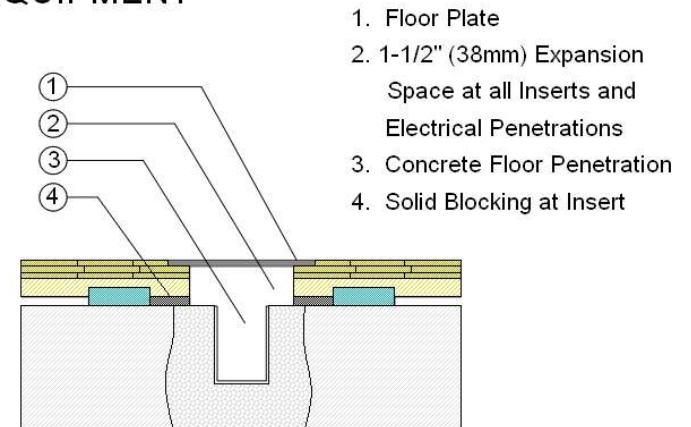 1. Floor Plate
2. 1-1/2" (38mm) Expansion
Space at all Inserts and
Electrical Penetrations
3. Concrete Floor Penetration
4. Solid Blocking at Insert
1
2
3
4